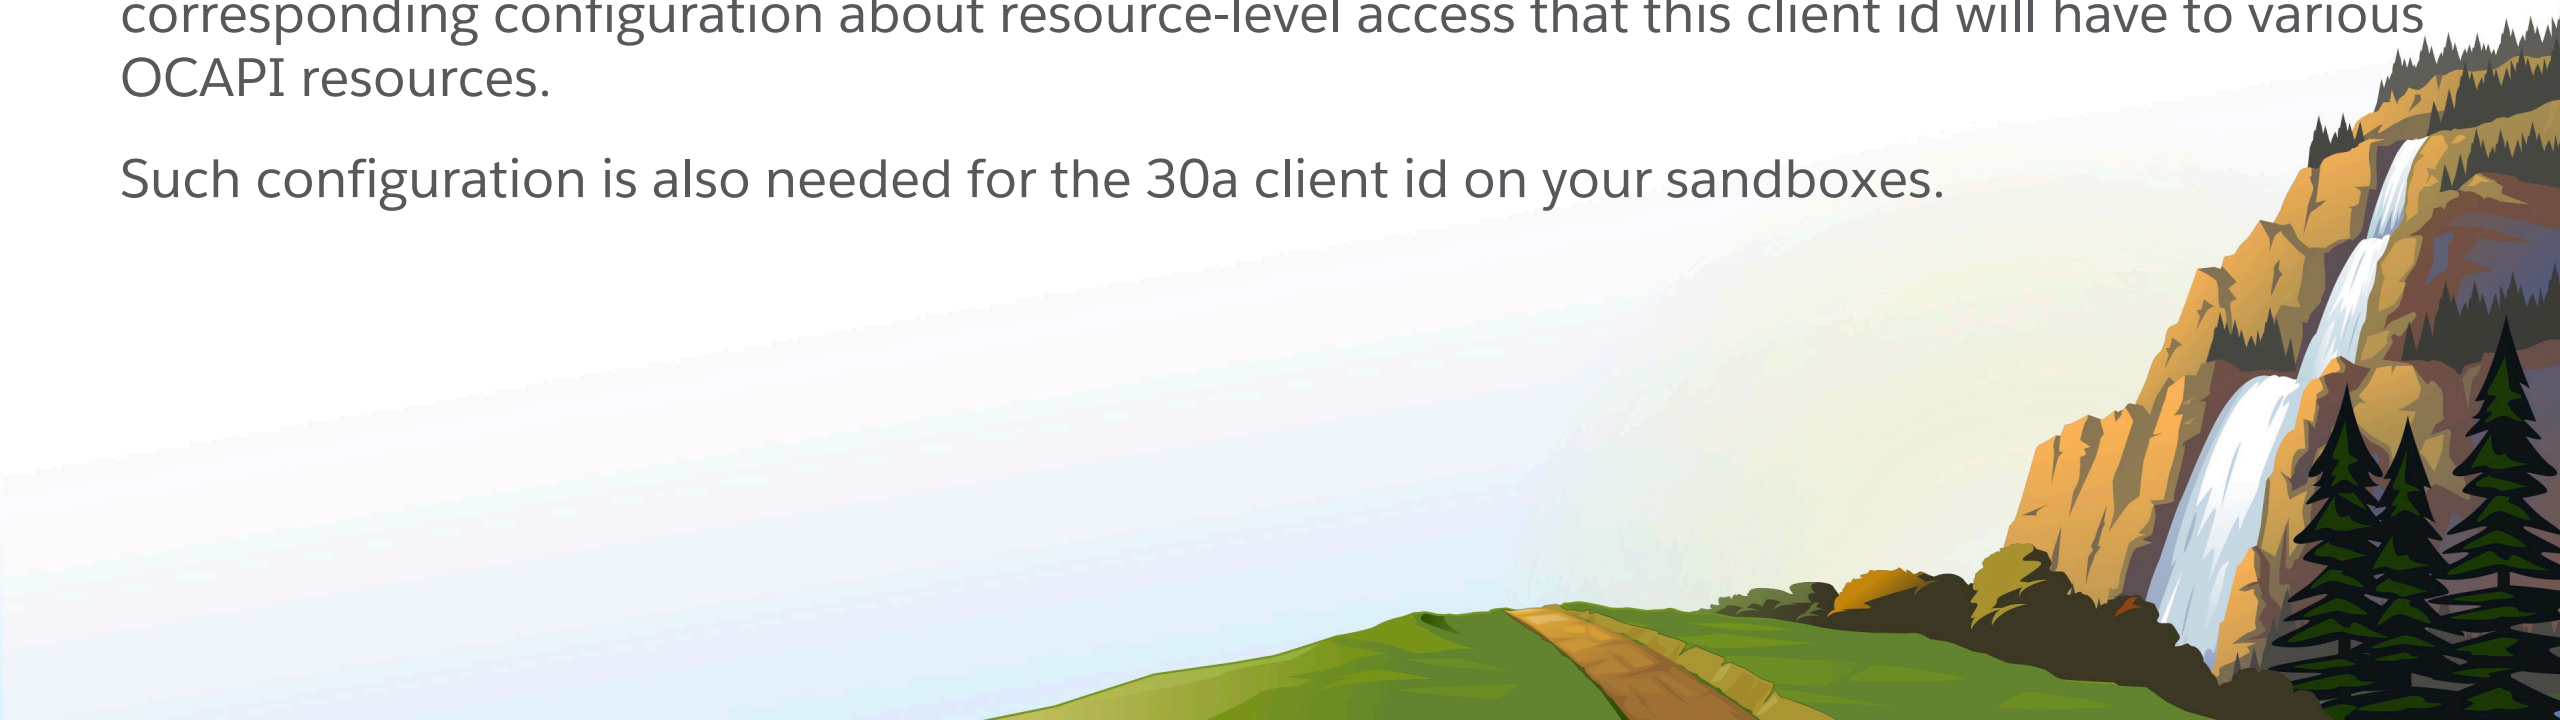 corresponding configuration about resource-level access that this client id will have to various
OCAPI resources.
Such configuration is also needed for the 30a client id on your sandboxes.